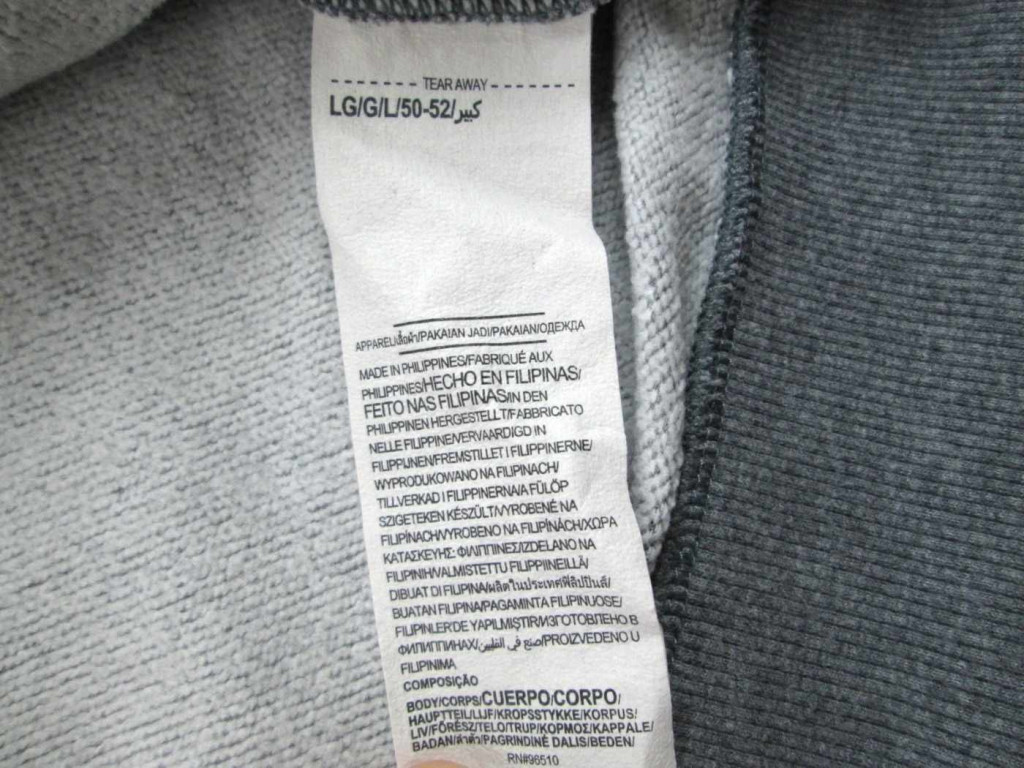 TEAR AWAY
LG/G/L/50-52/كبير
APPAREL/เสื้อผ้า/PAKAIAN JADI/PAKAIAN/ОДЕЖДА
MADE IN PHILIPPINES/FABRIQUÉ AUX
PHILIPPINES/HECHO EN FILIPINAS/
FEITO NAS FILIPINAS/IN DEN
PHILIPPINEN HERGESTELLT/FABBRICATO
NELLE FILIPPINE/VERVAARDIGD IN
FILIPPIJNEN/FREMSTILLET I FILIPPINERNE/
WYPRODUKOWANO NA FILIPINACH/
TILLVERKAD I FILIPPINERNA/A FÜLÖP
SZIGETEKEN KÉSZÜLT/VYROBENÉ NA
FILIPÍNACH/VYROBENO NA FILIPÍNÁCH/ΧΩΡΑ
ΚΑΤΑΣΚΕΥΗΣ: ΦΙΛΙΠΠΙΝΕΣ/IZDELANO NA
FILIPINIH/VALMISTETTU FILIPPIINEILLÄ/
DIBUAT DI FILIPINA/ผลิตในประเทศฟิลิปปินส์/
BUATAN FILIPINA/PAGAMINTA FILIPINUOSE/
FILIPINLER'DE YAPILMIŞTIR/ИЗГОТОВЛЕНО В
ФИЛИППИНАХ/صنع في الفلبين/PROIZVEDENO U
FILIPINIMA
COMPOSIÇÃO
BODY/CORPS/CUERPO/CORPO/
HAUPTTEIL/LIJF/KROPSSTYKKE/KORPUS/
LIV/FŐRÉSZ/TELO/TRUP/ΚΟΡΜΟΣ/KAPPALE/
BADAN/ลำตัว/PAGRINDINĖ DALIS/BEDEN/
RN#96510